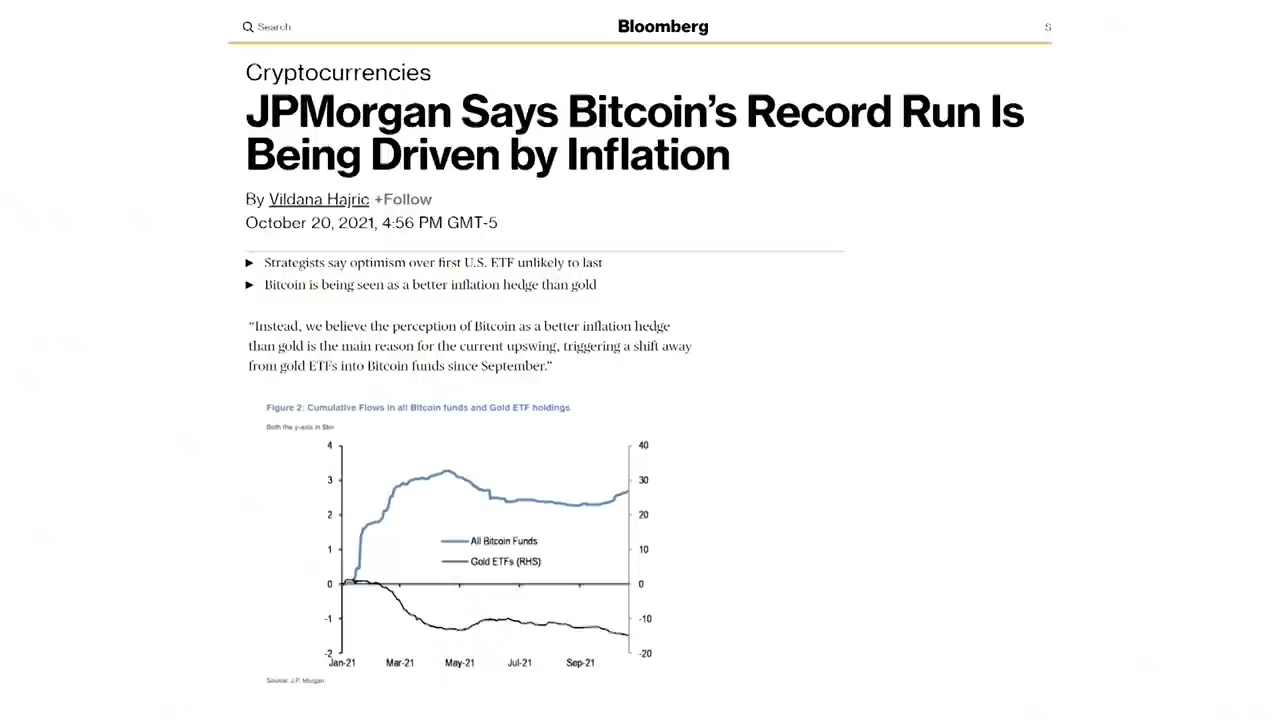 Search
Bloomberg
S
Cryptocurrencies
JPMorgan Says Bitcoin's Record Run Is
Being Driven by Inflation
By Vildana Hajric +Follow
October 20, 2021, 4:56 PM GMT-5
► Strategists say optimism over first U.S. ETF unlikely to last
► Bitcoin is being seen as a better inflation hedge than gold
“Instead, we believe the perception of Bitcoin as a better inflation hedge
than gold is the main reason for the current upswing, triggering a shift away
from gold ETFs into Bitcoin funds since September.”
Figure 2: Cumulative Flows in all Bitcoin funds and Gold ETF holdings
Both the y-axis in $bn
4 40
3 30
2 20
1 10
All Bitcoin Funds
Gold ETFs (RHS)
0 0
-1 -10
-2 -20
Jan-21 Mar-21 May-21 Jul-21 Sep-21
Source: J.P. Morgan